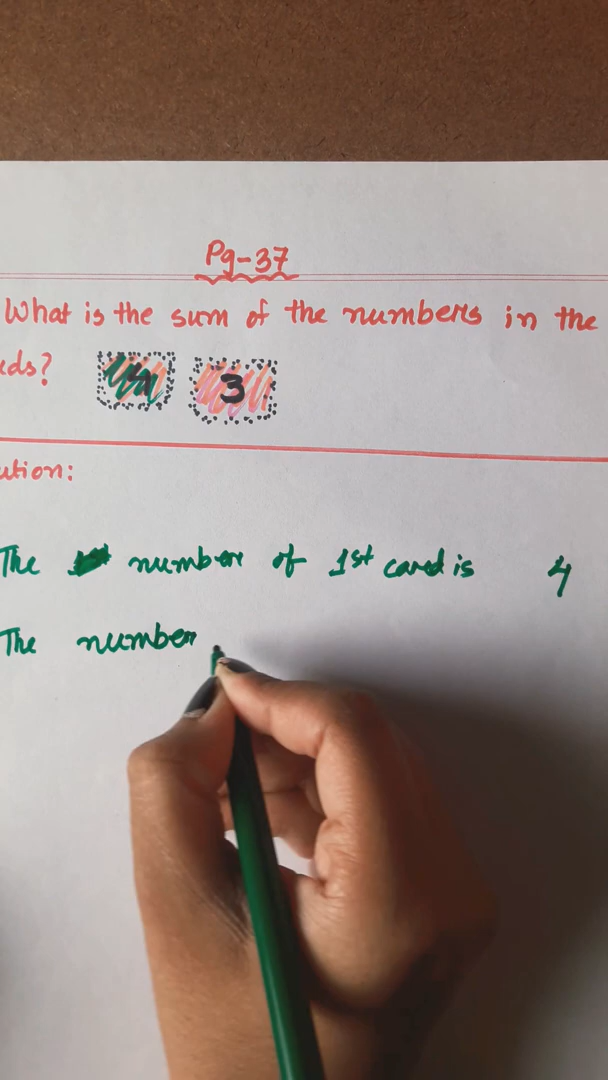 Pg-37
What is the sum of the numbers in the
ds?
4 3
ution:
The number of 1st card is 4
The number